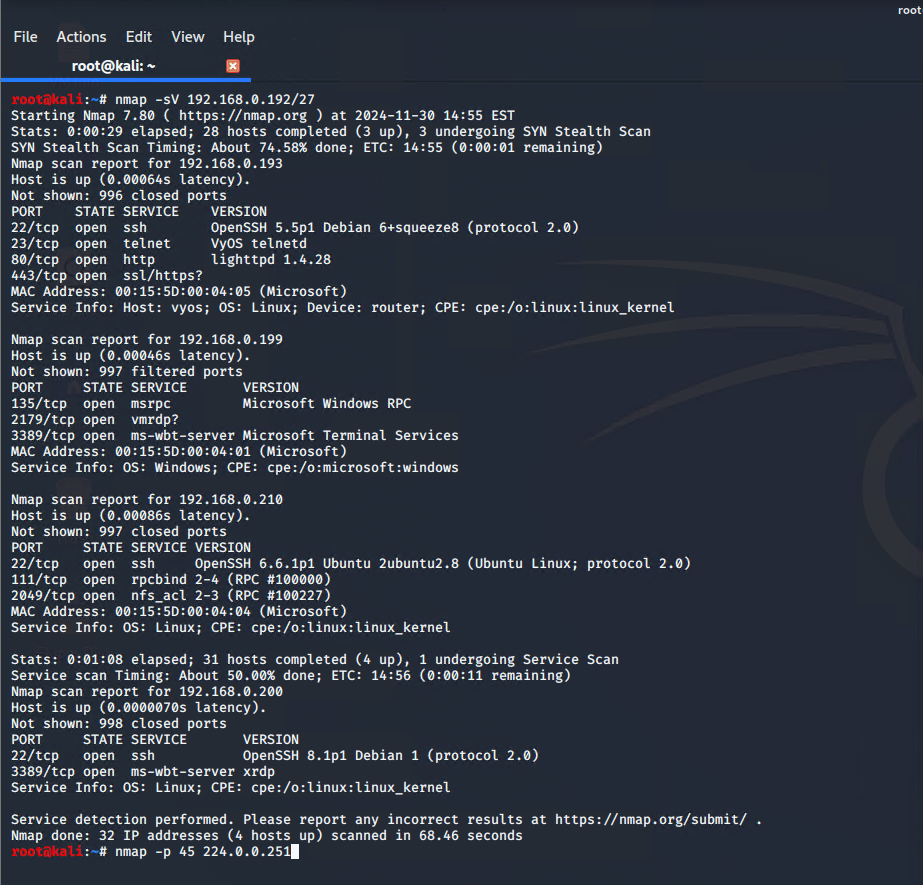 root
File Actions Edit View Help
root@kali: ~
root@kali:~# nmap -sV 192.168.0.192/27
Starting Nmap 7.80 ( https://nmap.org ) at 2024-11-30 14:55 EST
Stats: 0:00:29 elapsed; 28 hosts completed (3 up), 3 undergoing SYN Stealth Scan
SYN Stealth Scan Timing: About 74.58% done; ETC: 14:55 (0:00:01 remaining)
Nmap scan report for 192.168.0.193
Host is up (0.00064s latency).
Not shown: 996 closed ports
PORT    STATE SERVICE    VERSION
22/tcp  open  ssh        OpenSSH 5.5p1 Debian 6+squeeze8 (protocol 2.0)
23/tcp  open  telnet     VyOS telnetd
80/tcp  open  http       lighttpd 1.4.28
443/tcp open  ssl/https?
MAC Address: 00:15:5D:00:04:05 (Microsoft)
Service Info: Host: vyos; OS: Linux; Device: router; CPE: cpe:/o:linux:linux_kernel

Nmap scan report for 192.168.0.199
Host is up (0.00046s latency).
Not shown: 997 filtered ports
PORT     STATE SERVICE       VERSION
135/tcp  open  msrpc         Microsoft Windows RPC
2179/tcp open  vmrdp?
3389/tcp open  ms-wbt-server Microsoft Terminal Services
MAC Address: 00:15:5D:00:04:01 (Microsoft)
Service Info: OS: Windows; CPE: cpe:/o:microsoft:windows

Nmap scan report for 192.168.0.210
Host is up (0.00086s latency).
Not shown: 997 closed ports
PORT     STATE SERVICE VERSION
22/tcp   open  ssh     OpenSSH 6.6.1p1 Ubuntu 2ubuntu2.8 (Ubuntu Linux; protocol 2.0)
111/tcp  open  rpcbind 2-4 (RPC #100000)
2049/tcp open  nfs_acl 2-3 (RPC #100227)
MAC Address: 00:15:5D:00:04:04 (Microsoft)
Service Info: OS: Linux; CPE: cpe:/o:linux:linux_kernel

Stats: 0:01:08 elapsed; 31 hosts completed (4 up), 1 undergoing Service Scan
Service scan Timing: About 50.00% done; ETC: 14:56 (0:00:11 remaining)
Nmap scan report for 192.168.0.200
Host is up (0.0000070s latency).
Not shown: 998 closed ports
PORT     STATE SERVICE       VERSION
22/tcp   open  ssh           OpenSSH 8.1p1 Debian 1 (protocol 2.0)
3389/tcp open  ms-wbt-server xrdp
Service Info: OS: Linux; CPE: cpe:/o:linux:linux_kernel

Service detection performed. Please report any incorrect results at https://nmap.org/submit/ .
Nmap done: 32 IP addresses (4 hosts up) scanned in 68.46 seconds
root@kali:~# nmap -p 45 224.0.0.251